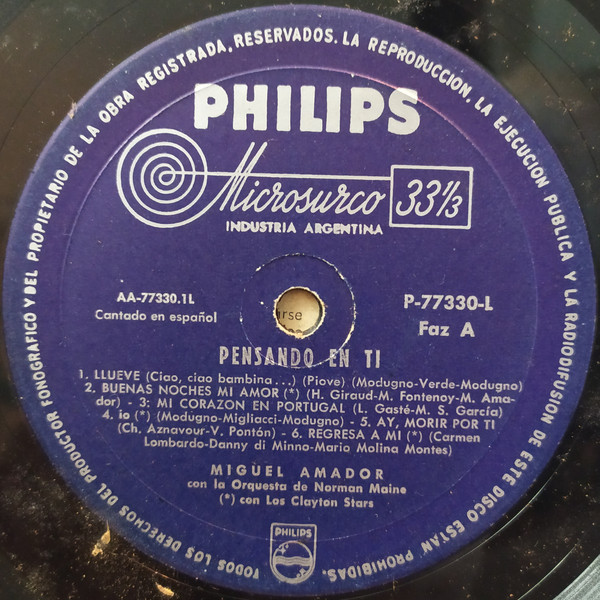 TODOS LOS DERECHOS DEL PRODUCTOR FONOGRAFICO Y DEL PROPIETARIO DE LA OBRA REGISTRADA, RESERVADOS. LA REPRODUCCION, LA EJECUCION PUBLICA Y LA RADIODIFUSION DE ESTE DISCO ESTAN PROHIBIDAS.
PHILIPS
Microsurco 33 1/3
INDUSTRIA ARGENTINA
AA-77330.1L
Cantado en español
P-77330-L
Faz A
PENSANDO EN TI
1. LLUEVE (Ciao, ciao bambina...) (Piove) (Modugno-Verde-Modugno)
2. BUENAS NOCHES MI AMOR (*) (H. Giraud-M. Fontenoy-M. Ama-
dor) - 3: MI CORAZON EN PORTUGAL (L. Gasté-M. S. García)
4. io (*) (Modugno-Migliacci-Modugno) - 5. AY, MORIR POR TI
(Ch. Aznavour-V. Pontón) - 6. REGRESA A MI (*) (Carmen
Lombardo-Danny di Minno-Mario Molina Montes)
MIGUEL AMADOR
con la Orquesta de Norman Maine
(*) con Los Clayton Stars
PHILIPS